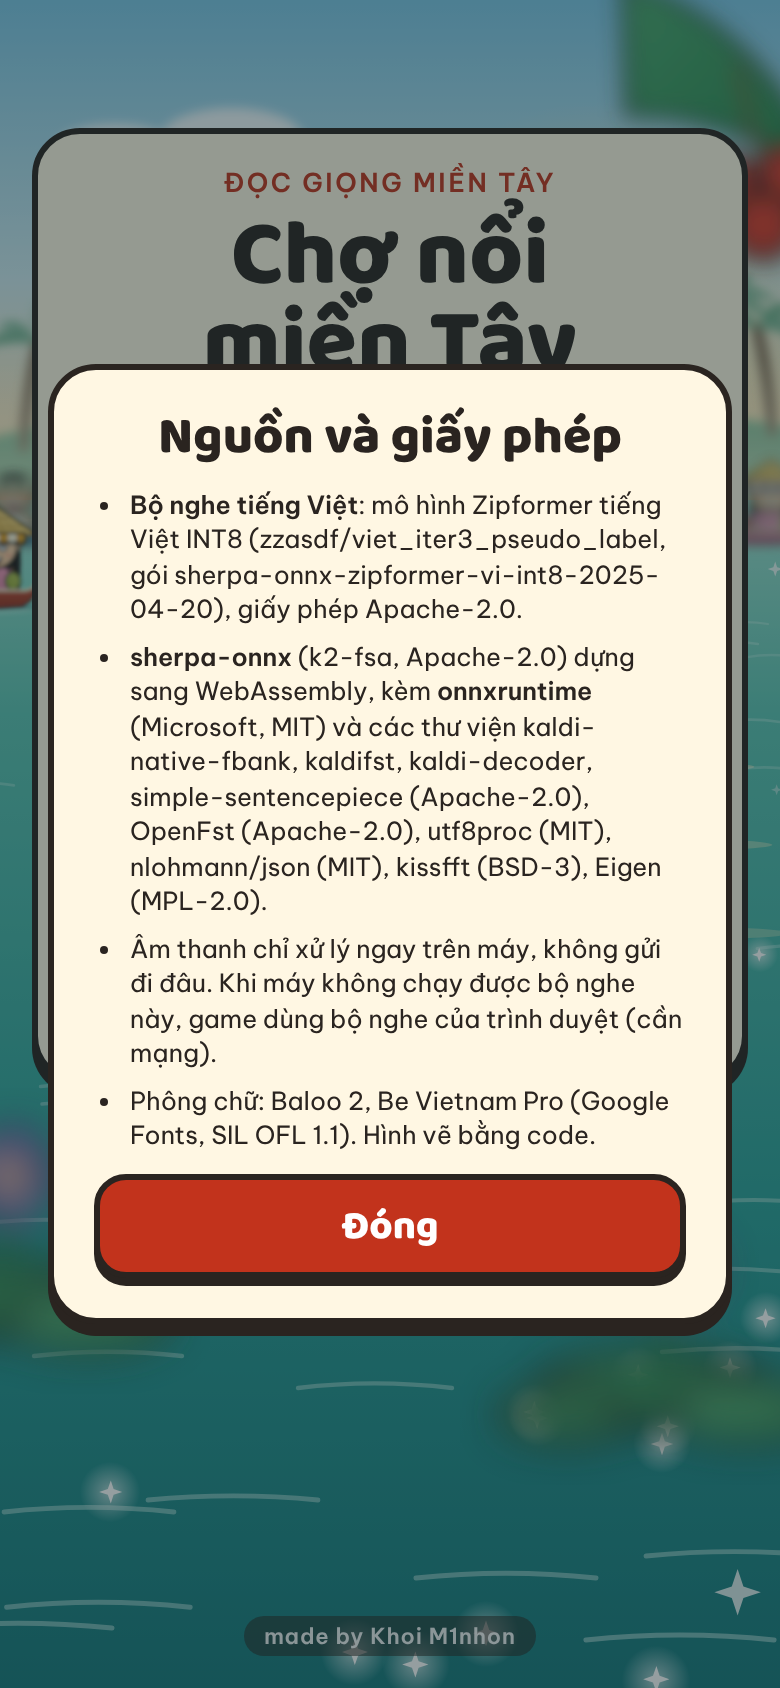 ĐỌC GIỌNG MIỀN TÂY
Chợ nổi
miền Tây
Nguồn và giấy phép
• Bộ nghe tiếng Việt: mô hình Zipformer tiếng
Việt INT8 (zzasdf/viet_iter3_pseudo_label,
gói sherpa-onnx-zipformer-vi-int8-2025-
04-20), giấy phép Apache-2.0.
• sherpa-onnx (k2-fsa, Apache-2.0) dựng
sang WebAssembly, kèm onnxruntime
(Microsoft, MIT) và các thư viện kaldi-
native-fbank, kaldifst, kaldi-decoder,
simple-sentencepiece (Apache-2.0),
OpenFst (Apache-2.0), utf8proc (MIT),
nlohmann/json (MIT), kissfft (BSD-3), Eigen
(MPL-2.0).
• Âm thanh chỉ xử lý ngay trên máy, không gửi
đi đâu. Khi máy không chạy được bộ nghe
này, game dùng bộ nghe của trình duyệt (cần
mạng).
• Phông chữ: Baloo 2, Be Vietnam Pro (Google
Fonts, SIL OFL 1.1). Hình vẽ bằng code.
Đóng
made by Khoi M1nhon